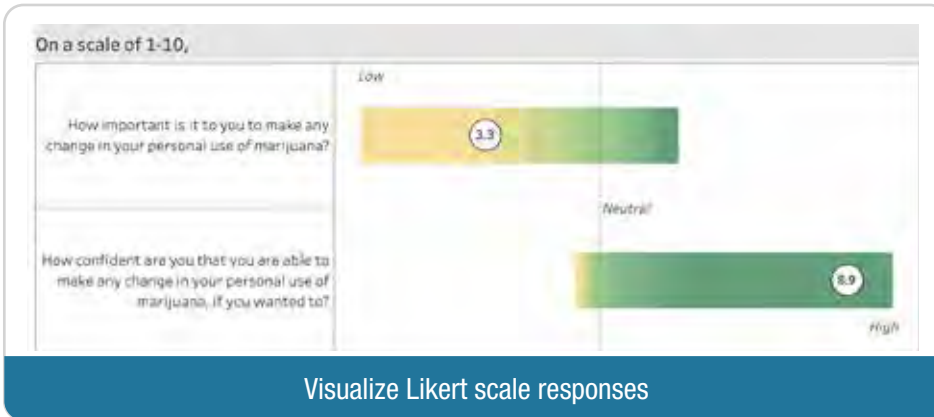 On a scale of 1-10,
Low
How important is it to you to make any
change in your personal use of marijuana?
3.3
Neutral
How confident are you that you are able to
make any change in your personal use of
marijuana, if you wanted to?
8.9
High
Visualize Likert scale responses